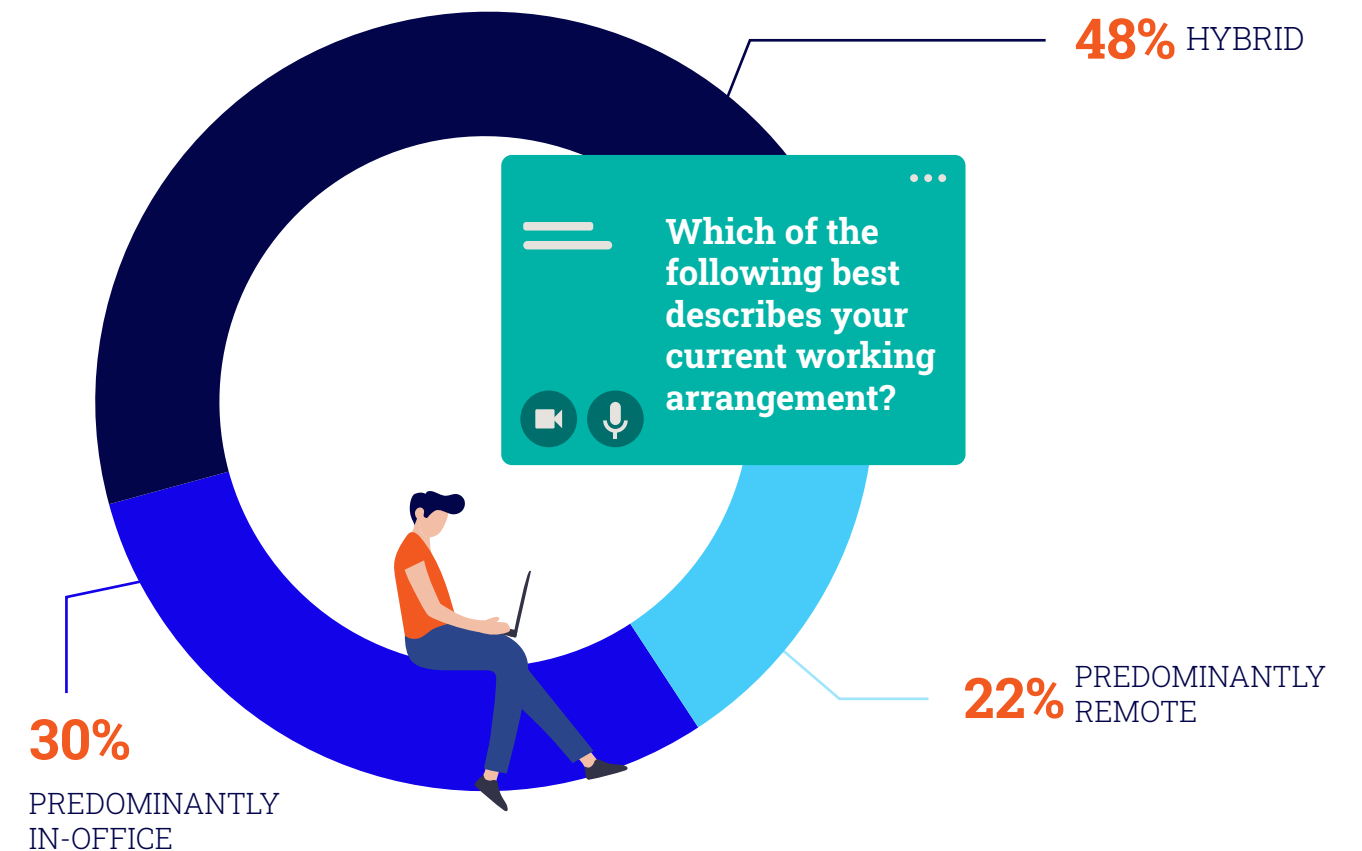 48% HYBRID
Which of the
following best
describes your
current working
arrangement?
22% PREDOMINANTLY
REMOTE
30%
PREDOMINANTLY
IN-OFFICE